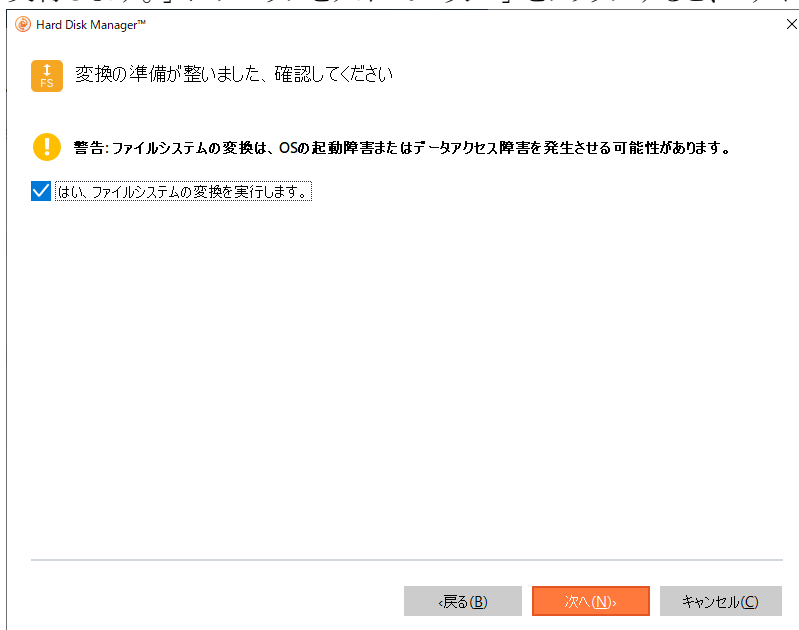 Hard Disk Manager™
FS
変換の準備が整いました、確認してください
警告: ファイルシステムの変換は、OSの起動障害またはデータアクセス障害を発生させる可能性があります。
はい、ファイルシステムの変換を実行します。
‹戻る(B)
次へ(N)›
キャンセル(C)